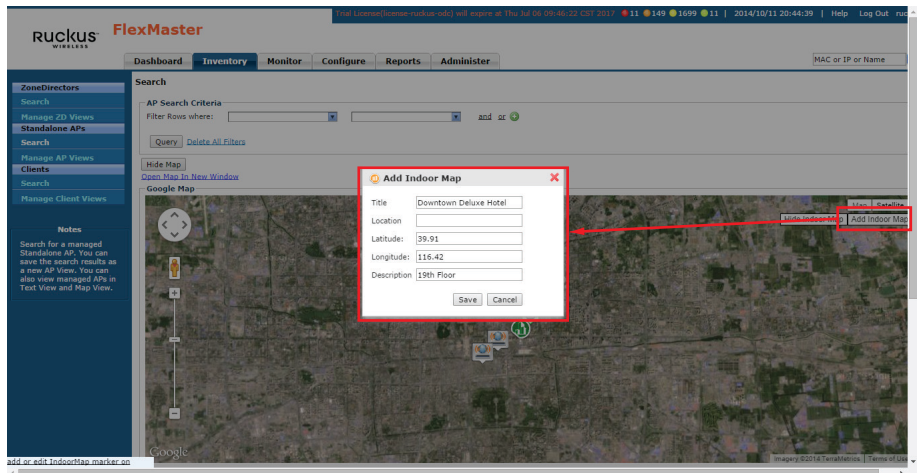 Trial License(license-ruckus-odc) will expire at Thu Jul 06 09:46:22 CST 2017 11 149 1699 11 | 2014/10/11 20:44:39 | Help Log Out ruc
RUCKUS
WIRELESS
FlexMaster
Dashboard Inventory Monitor Configure Reports Administer
MAC or IP or Name
ZoneDirectors
Search
Manage ZD Views
Standalone APs
Search
Manage AP Views
Clients
Search
Manage Client Views
Notes
Search for a managed
Standalone AP. You can
save the search results as
a new AP View. You can
also view managed APs in
Text View and Map View.
Search
AP Search Criteria
Filter Rows where: and or
Query Delete All Filters
Hide Map
Open Map In New Window
Google Map
Map Satellite
Hide Indoor Map Add Indoor Map
Add Indoor Map
Title Downtown Deluxe Hotel
Location
Latitude: 39.91
Longitude: 116.42
Description 19th Floor
Save Cancel
Google
Imagery ©2014 TerraMetrics Terms of Use
add or edit IndoorMap marker on